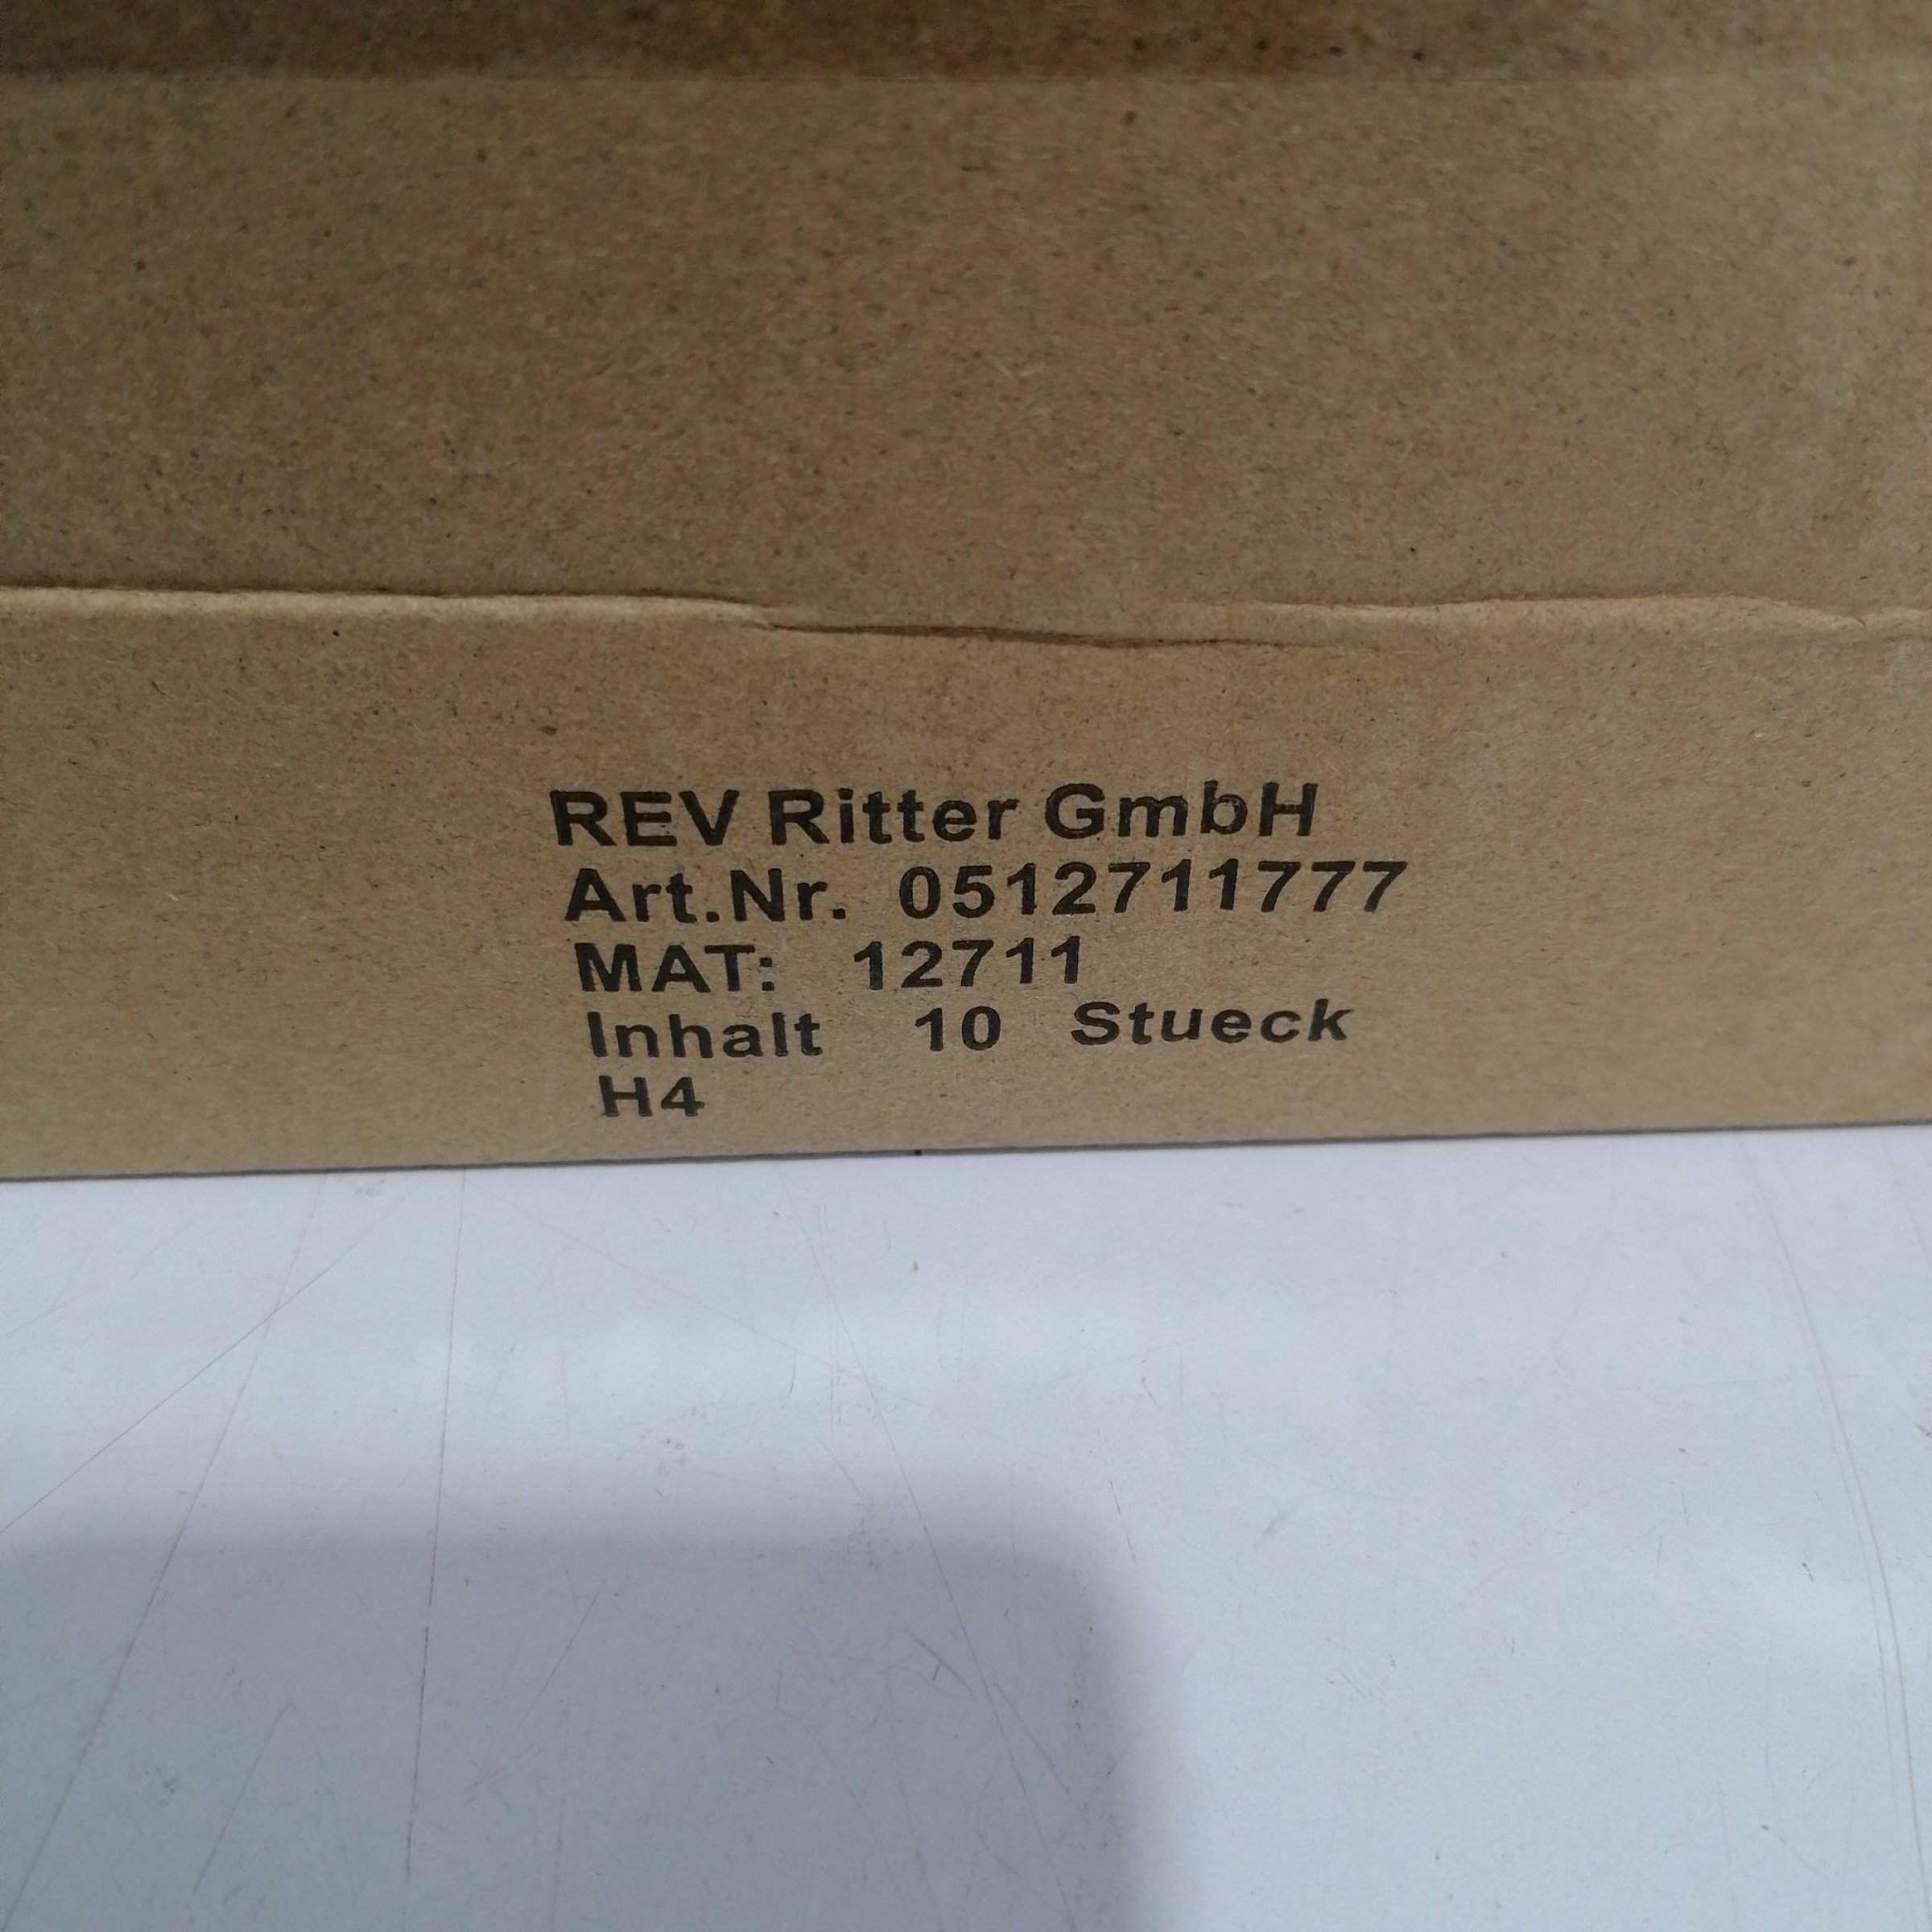 REV Ritter GmbH
Art.Nr. 0512711777
MAT: 12711
Inhalt 10 Stueck
H4